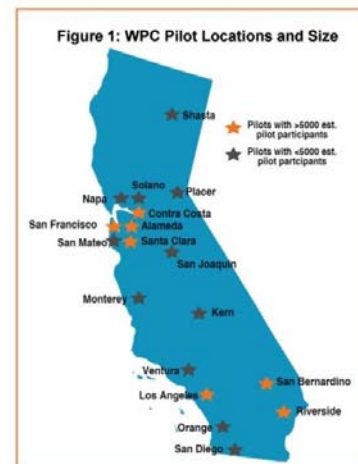 Figure 1: WPC Pilot Locations and Size
Shasta
Pilots with >5000 est.
pilot participants
Pilots with <5000 est.
pilot partcipants
Solano
Placer
Napa
Contra Costa
San Francisco
Alameda
San Mateo
Santa Clara
San Joaquin
Monterey
Kern
Ventura
San Bernardino
Los Angeles
Riverside
Orange
San Diego